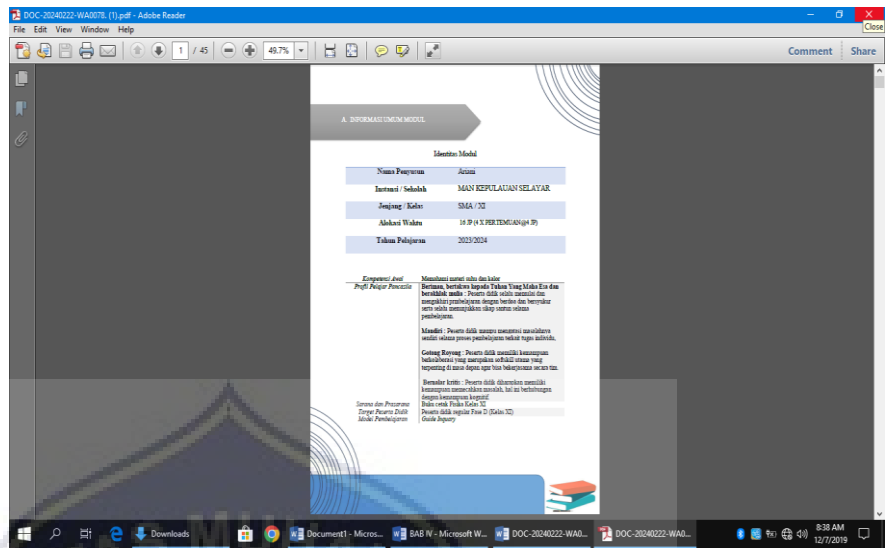 DOC-20240222-WA0078. (1).pdf - Adobe Reader
Close
File Edit View Window Help
1 / 45
49.7%
Comment
Share
A. INFORMASI UMUM MODUL
Identitas Modul
Nama Penyusun Ariani
Instansi / Sekolah MAN KEPULAUAN SELAYAR
Jenjang / Kelas SMA / XI
Alokasi Waktu 16 JP (4 X PERTEMUAN@4 JP)
Tahun Pelajaran 2023/2024
Kompetensi Awal Memahami materi suhu dan kalor
Profil Pelajar Pancasila Beriman, bertakwa kepada Tuhan Yang Maha Esa dan
berakhlak mulia : Peserta didik selalu memulai dan
mengakhiri pembelajaran dengan berdoa dan bersyukur
serta selalu menunjukkan sikap santun selama
pembelajaran.
Mandiri : Peserta didik mampu mengatasi masalahnya
sendiri selama proses pembelajaran terkait tugas individu.
Gotong Royong : Peserta didik memiliki kemampuan
berkolaborasi yang merupakan softskill utama yang
terpenting di masa depan agar bisa bekerjasama secara tim.
Bernalar kritis : Peserta didik diharapkan memiliki
kemampuan memecahkan masalah, hal ini berhubungan
dengan kemampuan kognitif
Sarana dan Prasarana Buku cetak Fisika Kelas XI
Target Peserta Didik Peserta didik regular Fase D (Kelas XI)
Model Pembelajaran Guide Inquary
Downloads
Document1 - Micros...
BAB IV - Microsoft W...
DOC-20240222-WA0...
DOC-20240222-WA0...
8:38 AM
12/7/2019